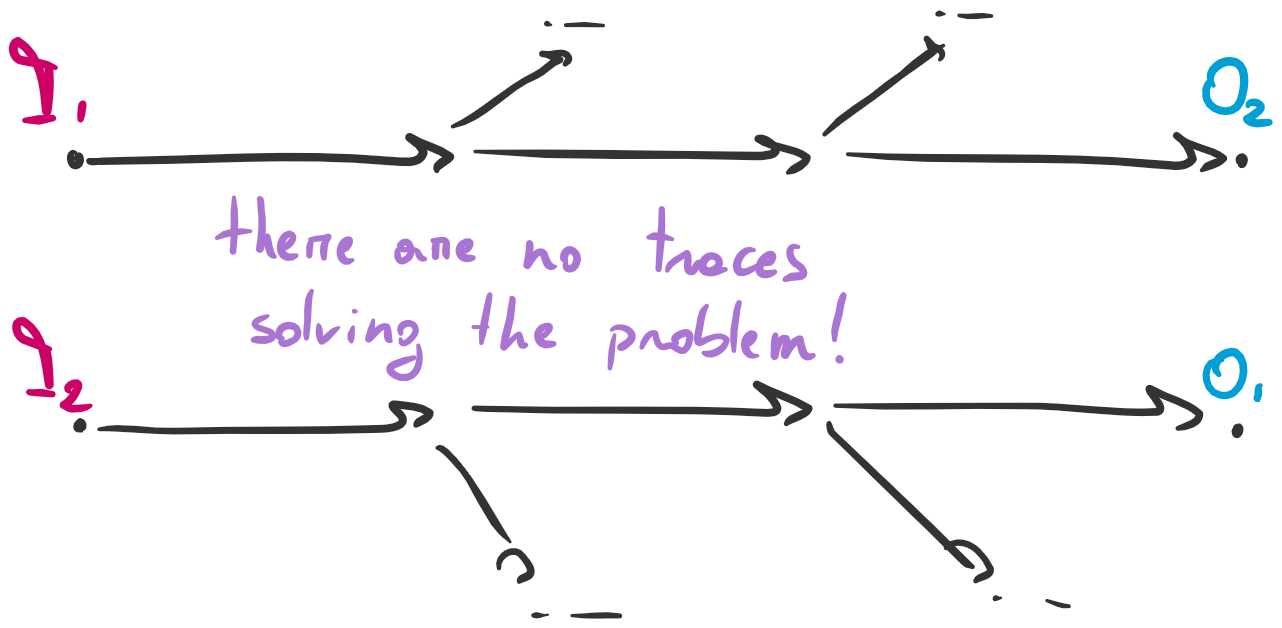 I₁
O₂
there are no traces
solving the problem!
I₂
O₁